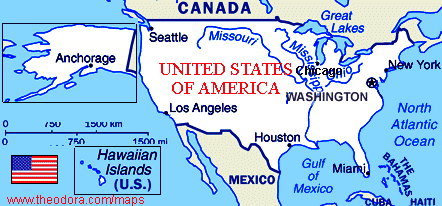 CANADA
Great
Lakes
Anchorage
Seattle
Missouri
Mississippi
Chicago
Ohio
New York
UNITED STATES
OF AMERICA
WASHINGTON
Los Angeles
North
Atlantic
Ocean
0 750 1500 km
0 750 1500 mi
Houston
Miami
Gulf
of
Mexico
THE
BAHAMAS
Hawaiian
Islands
(U.S.)
MEXICO
CUBA
HAITI
www.theodora.com/maps